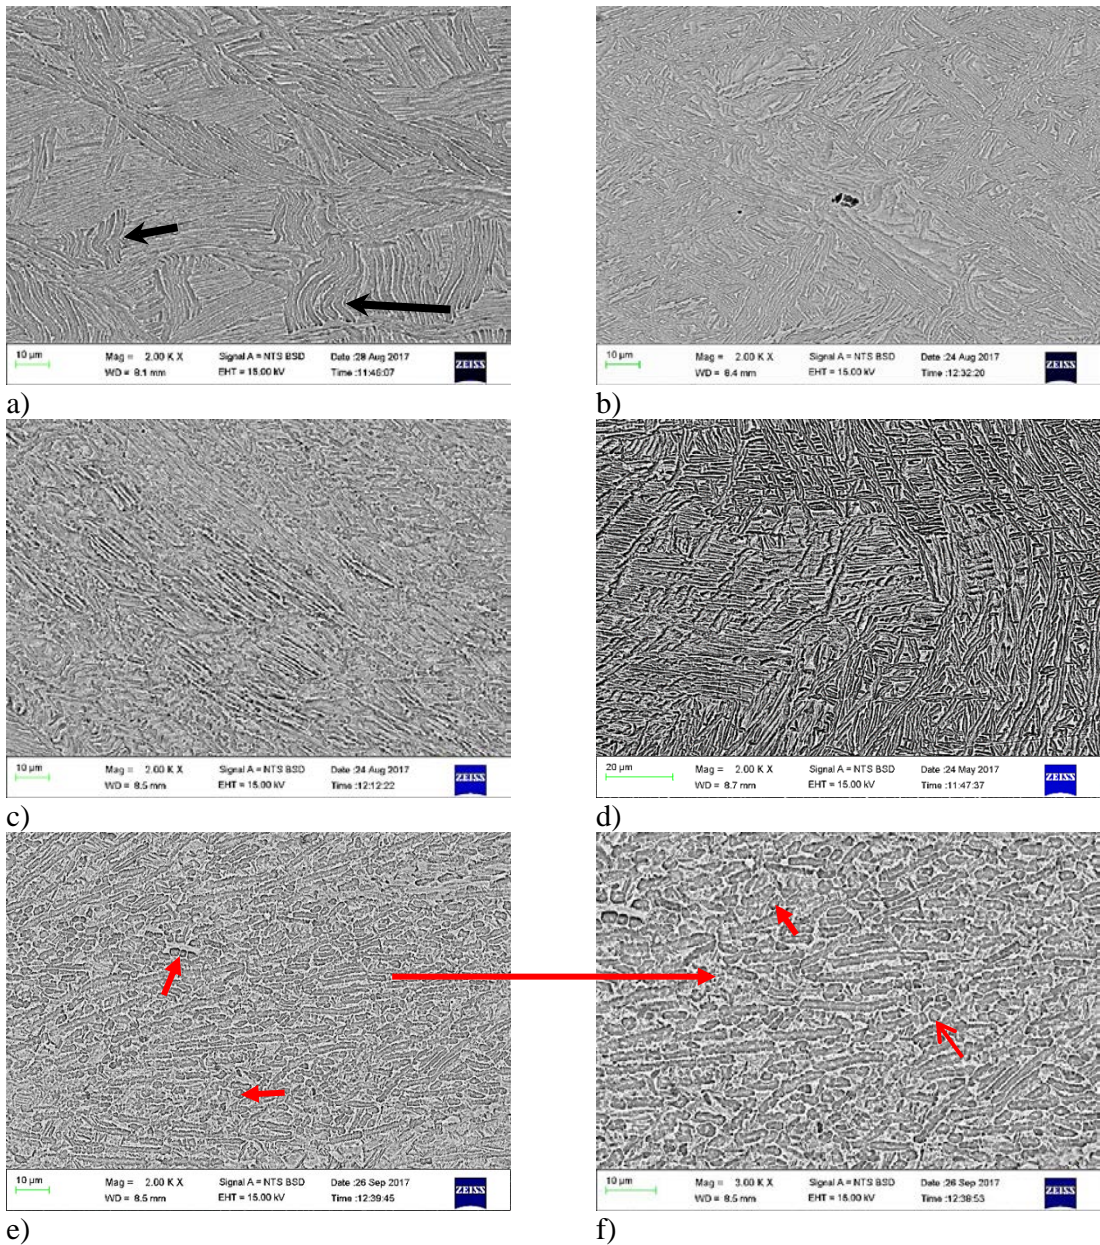 10 µm Mag = 2.00 K X Signal A = NTS BSD Date :28 Aug 2017 ZEISS
WD = 8.1 mm EHT = 15.00 kV Time :11:46:07
a)
10 µm Mag = 2.00 K X Signal A = NTS BSD Date :24 Aug 2017 ZEISS
WD = 8.4 mm EHT = 15.00 kV Time :12:32:20
b)
10 µm Mag = 2.00 K X Signal A = NTS BSD Date :24 Aug 2017 ZEISS
WD = 8.5 mm EHT = 15.00 kV Time :12:12:22
c)
20 µm Mag = 2.00 K X Signal A = NTS BSD Date :24 May 2017 ZEISS
WD = 8.7 mm EHT = 15.00 kV Time :11:47:37
d)
10 µm Mag = 2.00 K X Signal A = NTS BSD Date :26 Sep 2017 ZEISS
WD = 8.5 mm EHT = 15.00 kV Time :12:39:45
e)
10 µm Mag = 3.00 K X Signal A = NTS BSD Date :26 Sep 2017 ZEISS
WD = 8.5 mm EHT = 15.00 kV Time :12:38:53
f)